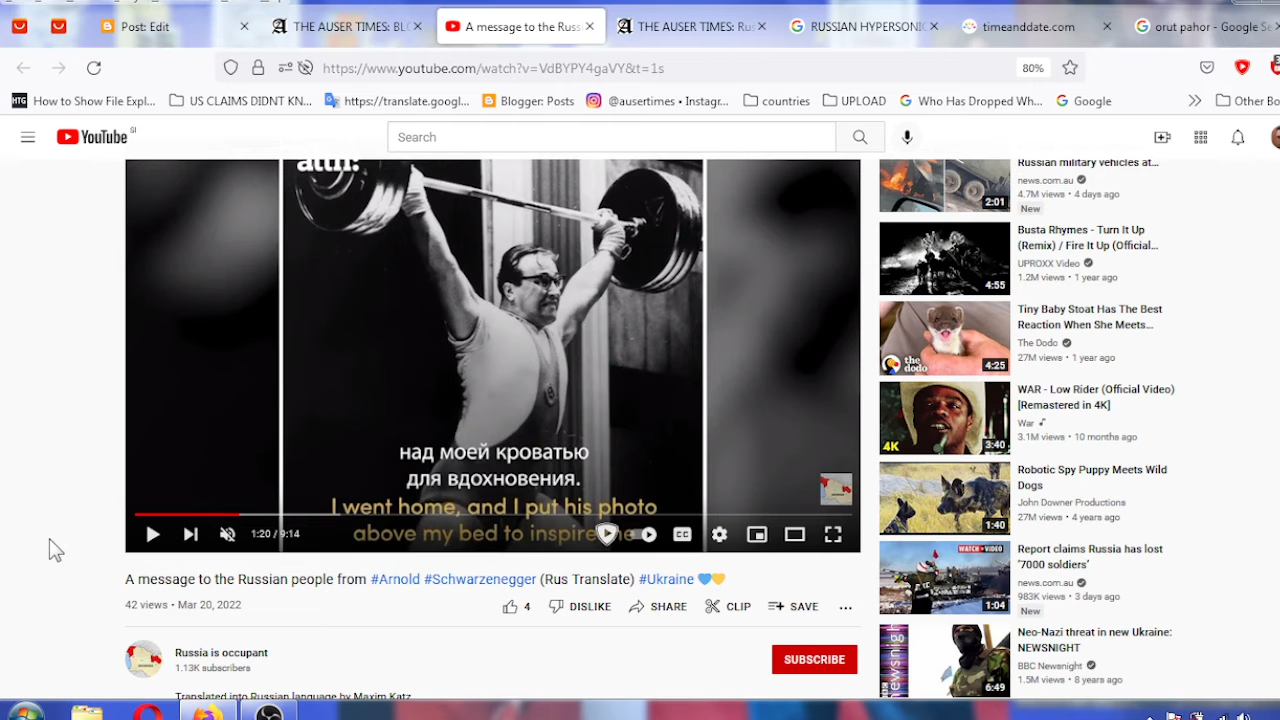 Post: Edit
THE AUSER TIMES: BLO
A message to the Russ
THE AUSER TIMES: Rus
RUSSIAN HYPERSONIC
timeanddate.com
orut pahor - Google Se
https://www.youtube.com/watch?v=VdBYPY4gaVY&t=1s
80%
HTG How to Show File Expl...
US CLAIMS DIDNT KN...
https://translate.googl...
Blogger: Posts
@ausertimes • Instagr...
countries
UPLOAD
Who Has Dropped Wh...
Google
Other Bo
YouTube SI
Search
над моей кроватью
для вдохновения.
I went home, and I put his photo
above my bed to inspire me
1:20 / 9:14
A message to the Russian people from #Arnold #Schwarzenegger (Rus Translate) #Ukraine
42 views • Mar 20, 2022
4
DISLIKE
SHARE
CLIP
SAVE
Russia is occupant
1.13K subscribers
SUBSCRIBE
Translated into Russian language by Maxim Katz
2:01
Russian military vehicles at...
news.com.au
4.7M views • 4 days ago
New
4:55
Busta Rhymes - Turn It Up
(Remix) / Fire It Up (Official...
UPROXX Video
1.2M views • 1 year ago
the
dodo
4:25
Tiny Baby Stoat Has The Best
Reaction When She Meets...
The Dodo
27M views • 1 year ago
4K
3:40
WAR - Low Rider (Official Video)
[Remastered in 4K]
War
3.1M views • 10 months ago
1:40
Robotic Spy Puppy Meets Wild
Dogs
John Downer Productions
27M views • 4 years ago
WATCH VIDEO
1:04
Report claims Russia has lost
'7000 soldiers'
news.com.au
983K views • 3 days ago
New
6:49
Neo-Nazi threat in new Ukraine:
NEWSNIGHT
BBC Newsnight
1.5M views • 8 years ago